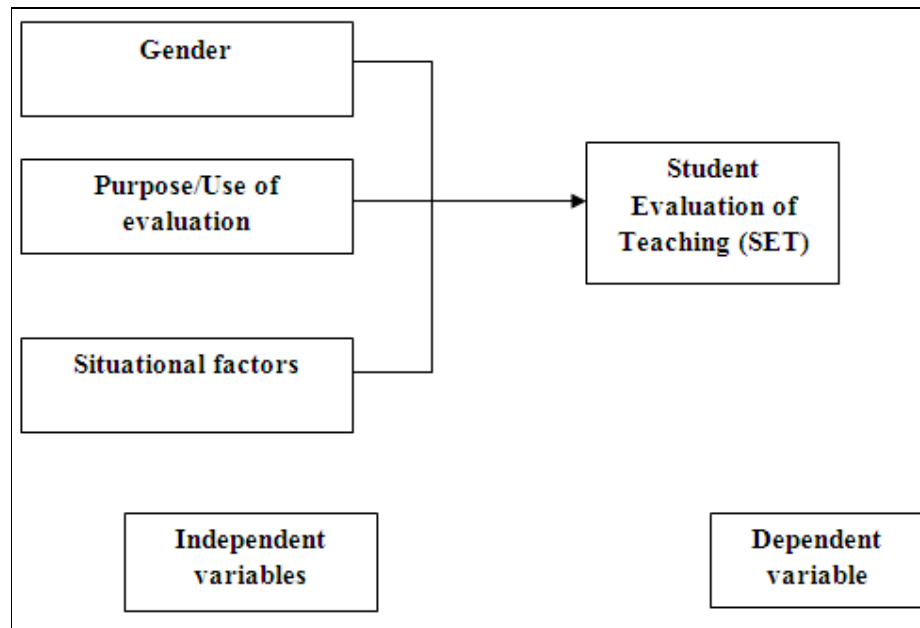 Gender
Purpose/Use of
evaluation
Situational factors
Student
Evaluation of
Teaching (SET)
Independent
variables
Dependent
variable